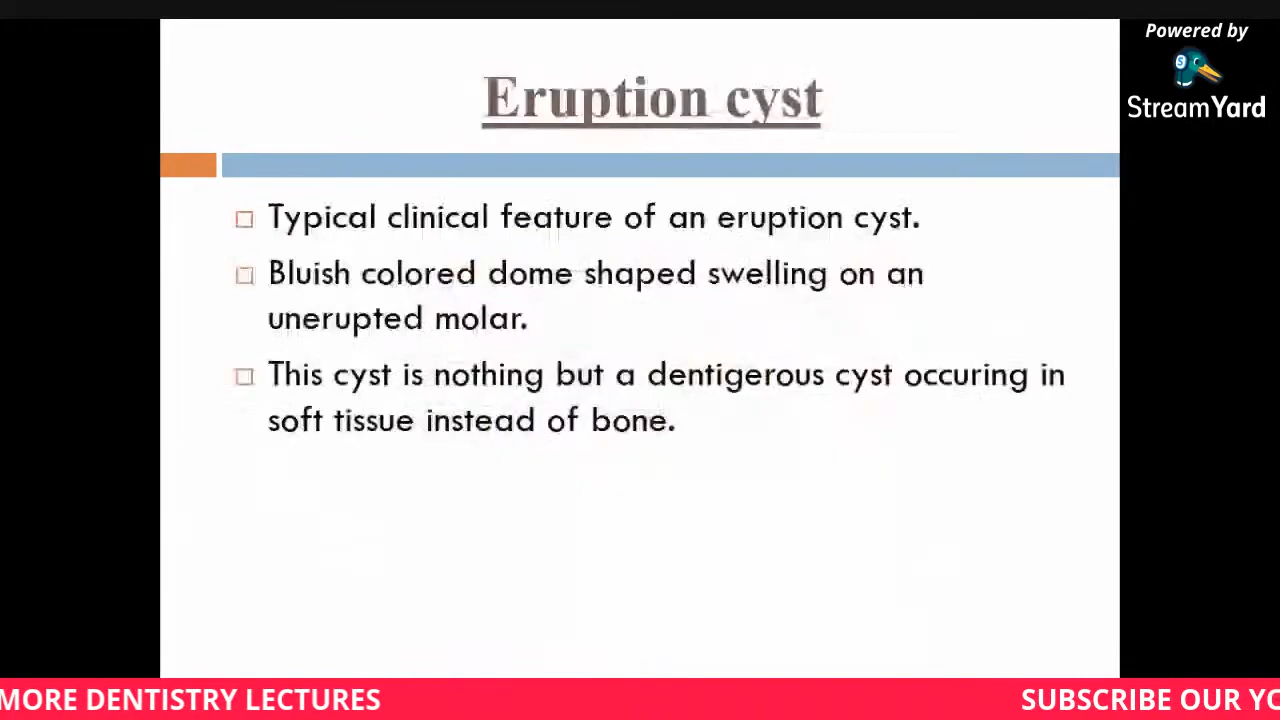 Powered by
StreamYard
Eruption cyst
Typical clinical feature of an eruption cyst.
Bluish colored dome shaped swelling on an
unerupted molar.
This cyst is nothing but a dentigerous cyst occuring in
soft tissue instead of bone.
MORE DENTISTRY LECTURES
SUBSCRIBE OUR YO